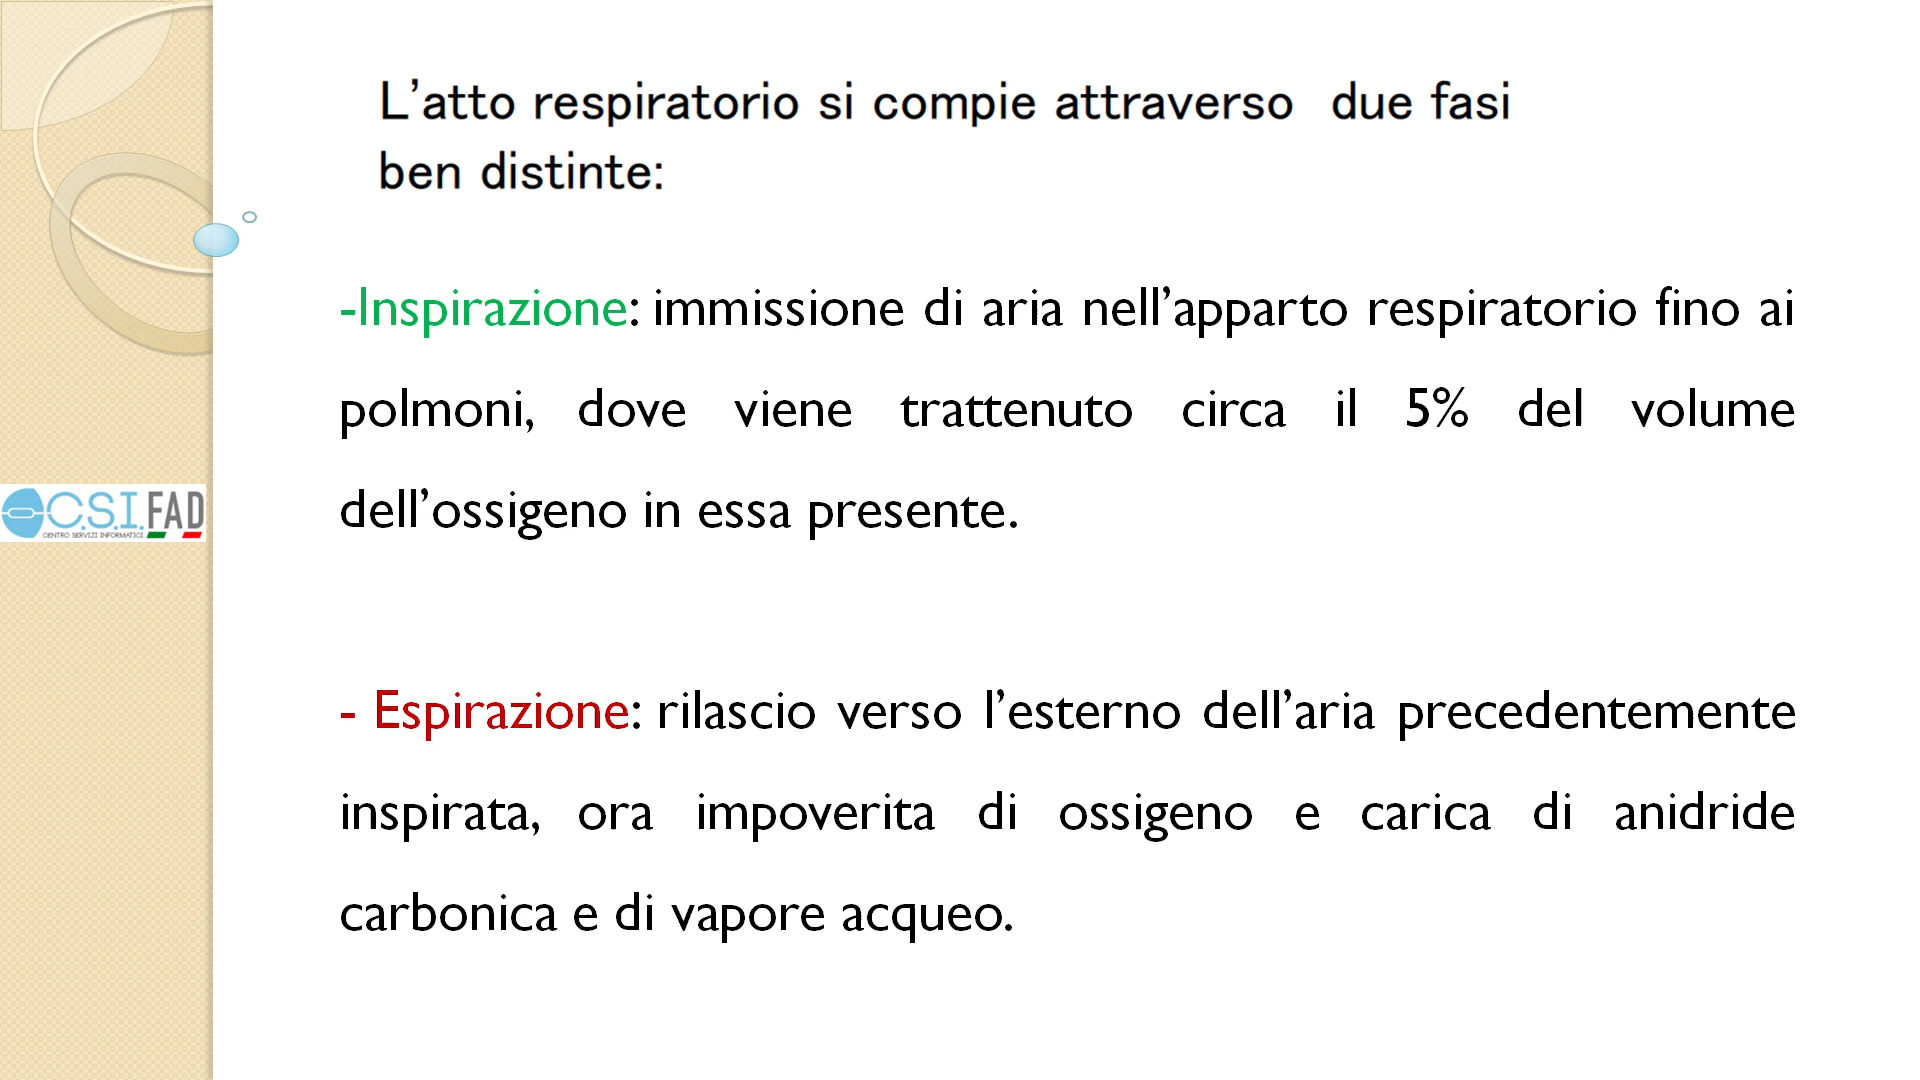 L’atto respiratorio si compie attraverso due fasi
ben distinte:
-Inspirazione: immissione di aria nell’apparto respiratorio fino ai
polmoni, dove viene trattenuto circa il 5% del volume
dell’ossigeno in essa presente.
C.S.I.FAD
CENTRO SERVIZI INFORMATICI
- Espirazione: rilascio verso l’esterno dell’aria precedentemente
inspirata, ora impoverita di ossigeno e carica di anidride
carbonica e di vapore acqueo.